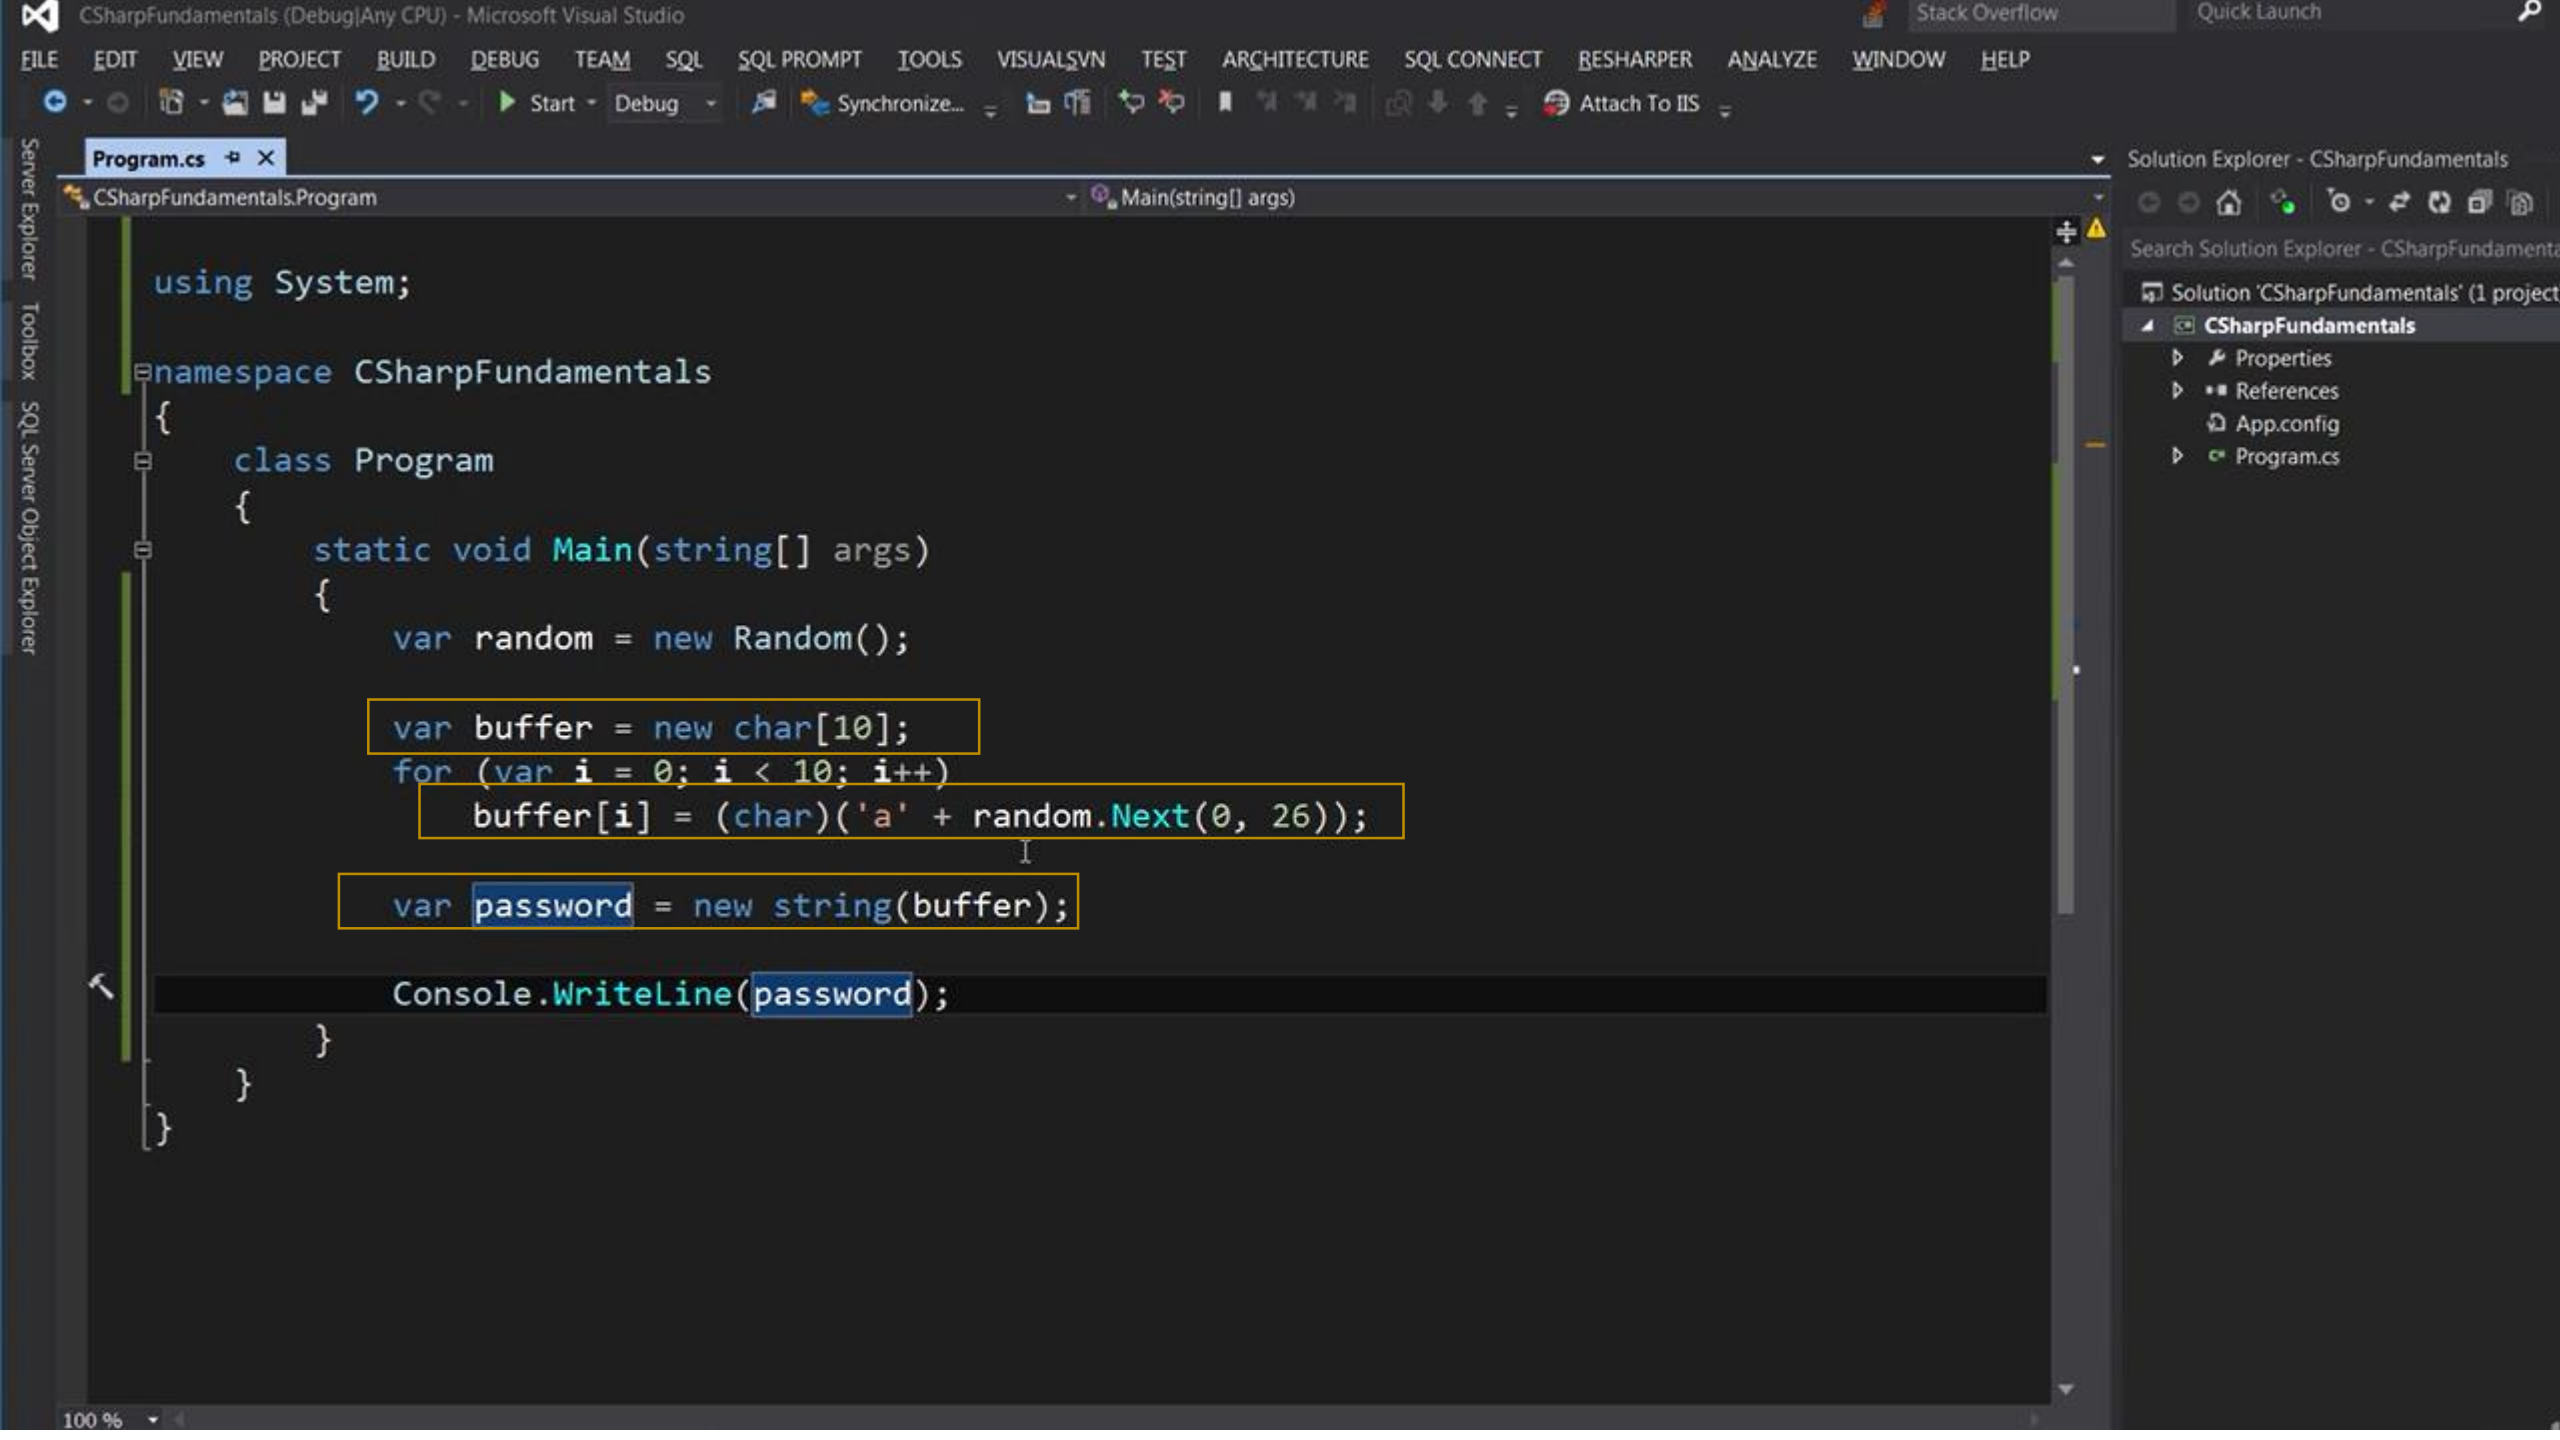 CSharpFundamentals (Debug|Any CPU) - Microsoft Visual Studio
Stack Overflow
Quick Launch
FILE EDIT VIEW PROJECT BUILD DEBUG TEAM SQL SQL PROMPT TOOLS VISUALSVN TEST ARCHITECTURE SQL CONNECT RESHARPER ANALYZE WINDOW HELP
Start Debug Synchronize... Attach To IIS
Server Explorer
Toolbox
SQL Server Object Explorer
Program.cs
CSharpFundamentals.Program
Main(string[] args)
using System;
namespace CSharpFundamentals
{
class Program
{
static void Main(string[] args)
{
var random = new Random();
var buffer = new char[10];
for (var i = 0; i < 10; i++)
buffer[i] = (char)('a' + random.Next(0, 26));
var password = new string(buffer);
Console.WriteLine(password);
}
}
}
100 %
Solution Explorer - CSharpFundamentals
Search Solution Explorer - CSharpFundamenta
Solution 'CSharpFundamentals' (1 project
CSharpFundamentals
Properties
References
App.config
Program.cs